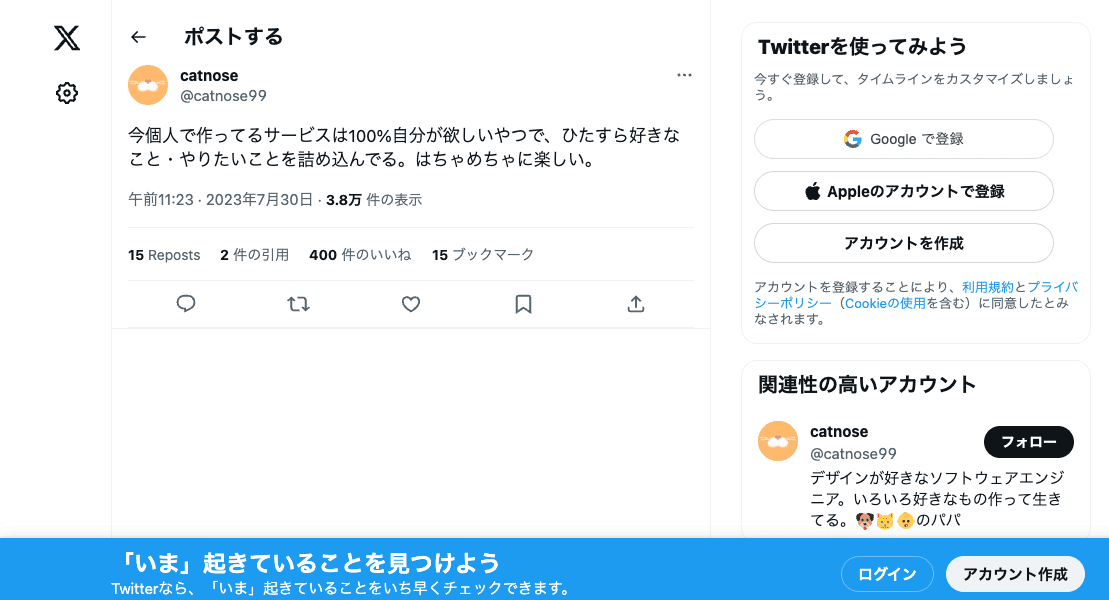 ポストする
catnose
@catnose99
今個人で作ってるサービスは100%自分が欲しいやつで、ひたすら好きな
こと・やりたいことを詰め込んでる。はちゃめちゃに楽しい。
午前11:23 · 2023年7月30日 · 3.8万 件の表示
15 Reposts 2 件の引用 400 件のいいね 15 ブックマーク
Twitterを使ってみよう
今すぐ登録して、タイムラインをカスタマイズしましょ
う。
Google で登録
Appleのアカウントで登録
アカウントを作成
アカウントを登録することにより、利用規約とプライバ
シーポリシー（Cookieの使用を含む）に同意したとみ
なされます。
関連性の高いアカウント
catnose
@catnose99
フォロー
デザインが好きなソフトウェアエンジ
ニア。いろいろ好きなもの作って生き
てる。🐶🐱👶のパパ
「いま」起きていることを見つけよう
Twitterなら、「いま」起きていることをいち早くチェックできます。
ログイン
アカウント作成